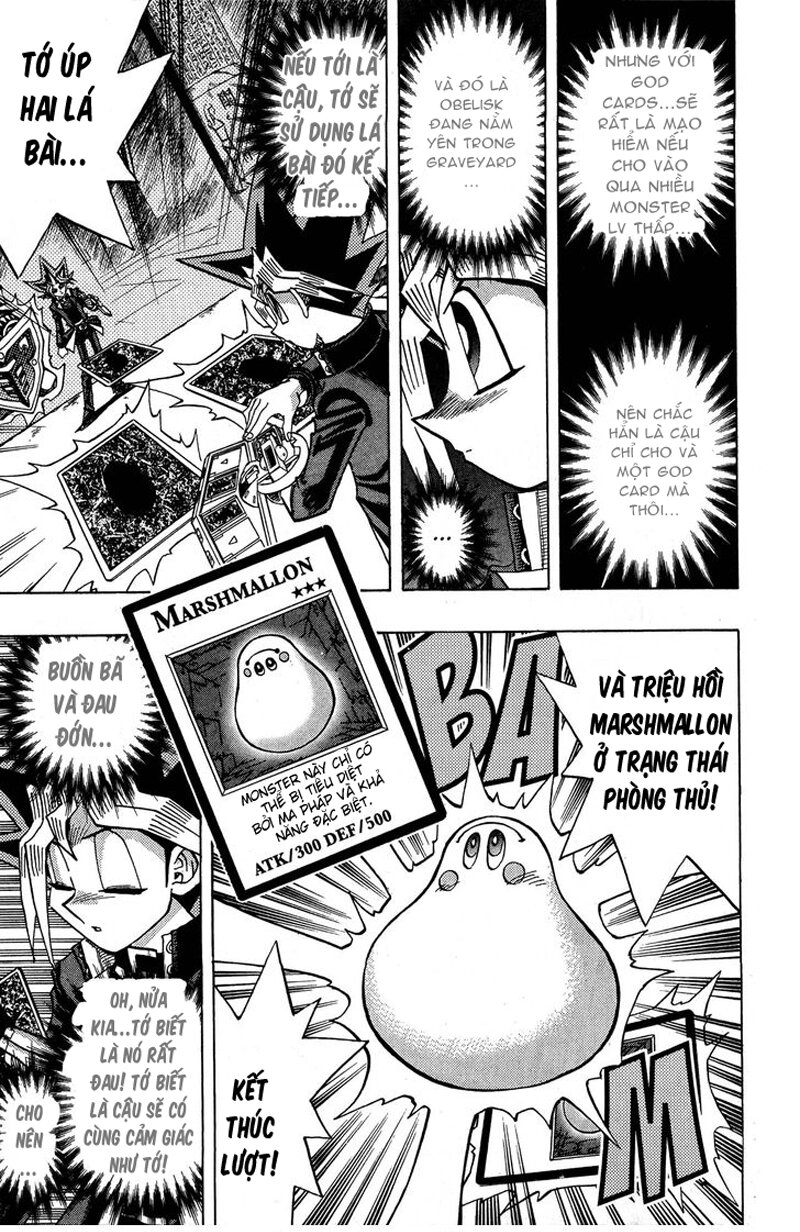 NHƯNG VỚI
GOD
CARDS...SẼ
RẤT LÀ MẠO
HIỂM NẾU
CHO VÀO
QUA NHIỀU
MONSTER
LV THẤP...
NÊN CHẮC
HẲN LÀ CẬU
CHỈ CHO VÀ
MỘT GOD
CARD MÀ
THÔI...
VÀ ĐÓ LÀ
OBELISK
ĐANG NẰM
YÊN TRONG
GRAVEYARD
...
...
NẾU TỚI LÀ
CẬU, TỚ SẼ
SỬ DỤNG LÁ
BÀI ĐÓ KẾ
TIẾP...
TỚ ÚP
HAI LÁ
BÀI...
VÀ TRIỆU HỒI
MARSHMALLON
Ở TRẠNG THÁI
PHÒNG THỦ!
BA
M
MARSHMALLON
★★★
MONSTER NÀY CHỈ CÓ
THỂ BỊ TIÊU DIỆT
BỞI MA PHÁP VÀ KHẢ
NĂNG ĐẶC BIỆT.
ATK/300 DEF/500
KẾT
THÚC
LƯỢT!
BUỒN BÃ
VÀ ĐAU
ĐỚN...
OH, NỬA
KIA...TỚ BIẾT
LÀ NÓ RẤT
ĐAU! TỚ BIẾT
LÀ CẬU SẼ CÓ
CÙNG CẢM GIÁC
NHƯ TỚ!
CHO
NÊN
...